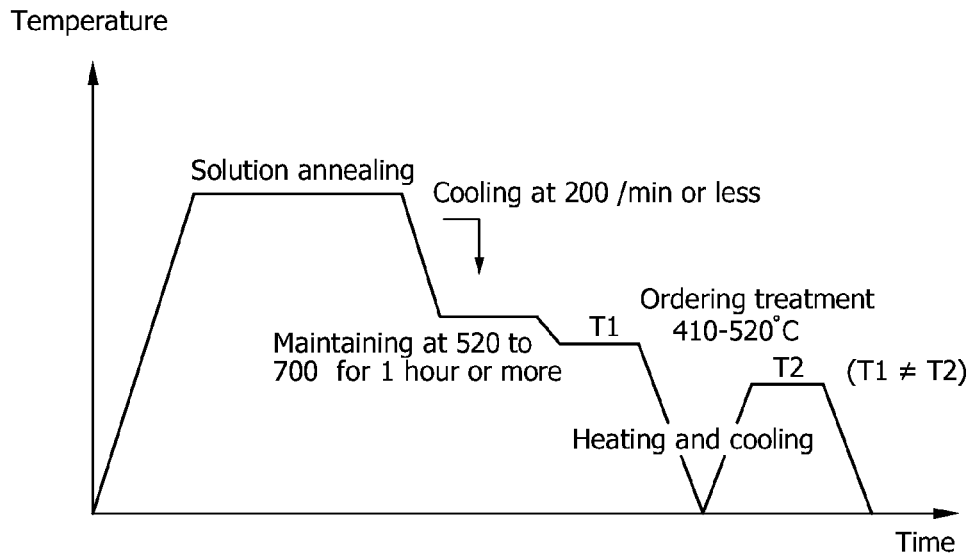 Temperature
Solution annealing
Cooling at 200 /min or less
Maintaining at 520 to
700 for 1 hour or more
T1
Ordering treatment
410-520°C
T2
(T1 ≠ T2)
Heating and cooling
Time